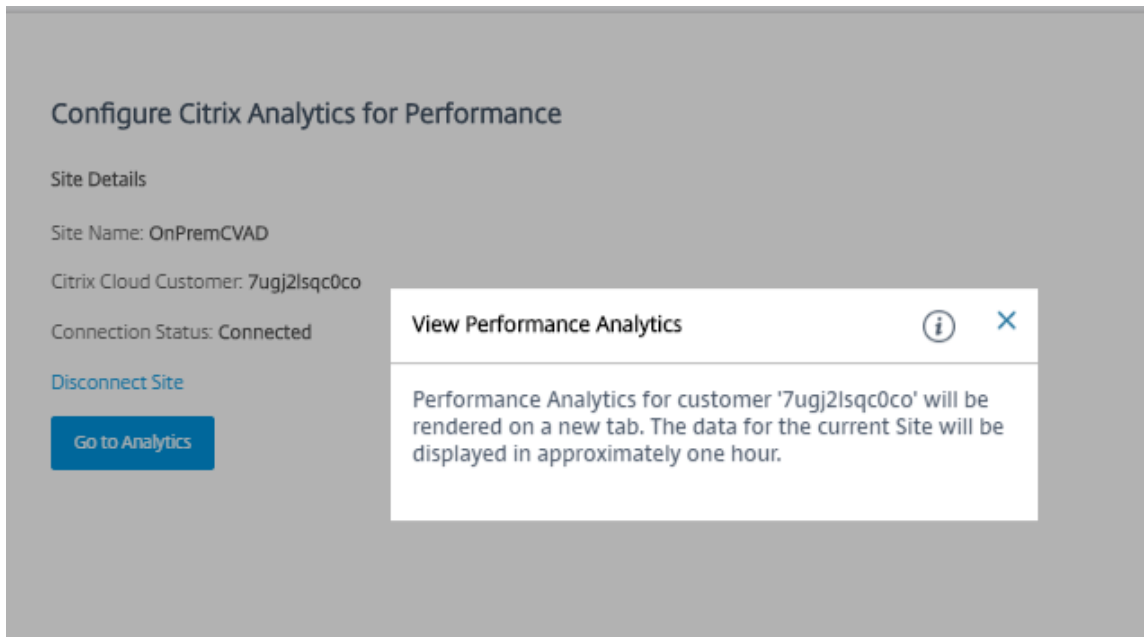 Configure Citrix Analytics for Performance
Site Details
Site Name: OnPremCVAD
Citrix Cloud Customer: 7ugj2lsqc0co
Connection Status: Connected
Disconnect Site
Go to Analytics
View Performance Analytics
i
Performance Analytics for customer '7ugj2lsqc0co' will be
rendered on a new tab. The data for the current Site will be
displayed in approximately one hour.